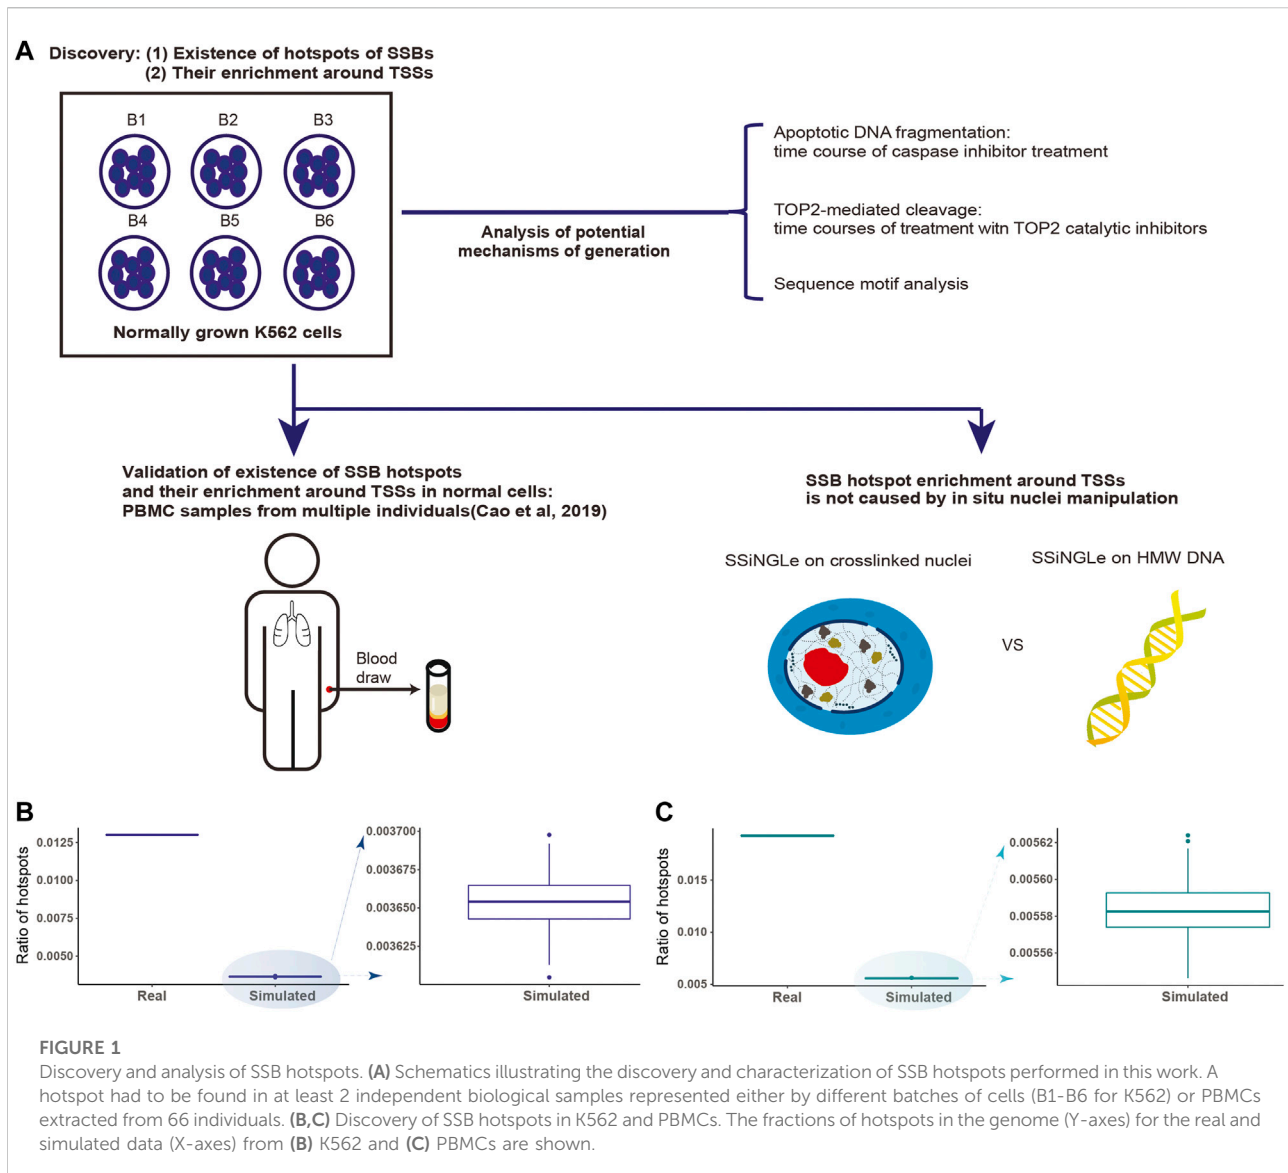 A
Discovery: (1) Existence of hotspots of SSBs
(2) Their enrichment around TSSs
B1 B2 B3
B4 B5 B6
Normally grown K562 cells
Analysis of potential
mechanisms of generation
Apoptotic DNA fragmentation:
time course of caspase inhibitor treatment
TOP2-mediated cleavage:
time courses of treatment witn TOP2 catalytic inhibitors
Sequence motif analysis
Validation of existence of SSB hotspots
and their enrichment around TSSs in normal cells:
PBMC samples from multiple individuals(Cao et al, 2019)
Blood
draw
SSB hotspot enrichment around TSSs
is not caused by in situ nuclei manipulation
SSiNGLe on crosslinked nuclei
VS
SSiNGLe on HMW DNA
B
Ratio of hotspots
0.0125
0.0100
0.0075
0.0050
Real Simulated
0.003700
0.003675
0.003650
0.003625
Simulated
C
Ratio of hotspots
0.015
0.010
0.005
Real Simulated
0.00562
0.00560
0.00558
0.00556
Simulated
FIGURE 1
Discovery and analysis of SSB hotspots. (A) Schematics illustrating the discovery and characterization of SSB hotspots performed in this work. A
hotspot had to be found in at least 2 independent biological samples represented either by different batches of cells (B1-B6 for K562) or PBMCs
extracted from 66 individuals. (B,C) Discovery of SSB hotspots in K562 and PBMCs. The fractions of hotspots in the genome (Y-axes) for the real and
simulated data (X-axes) from (B) K562 and (C) PBMCs are shown.